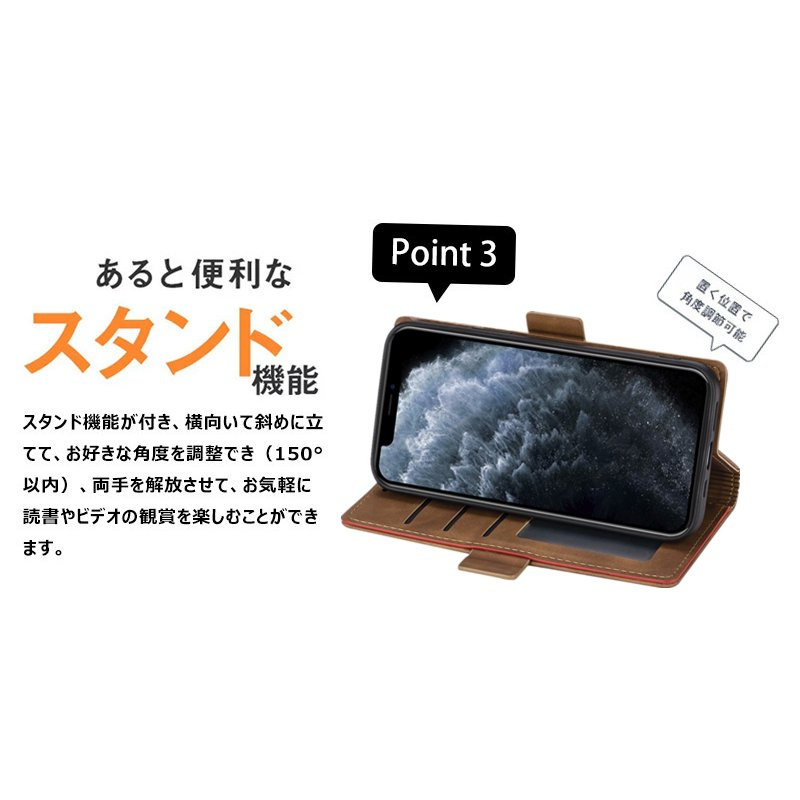 Point 3
あると便利な
スタンド
機能
置く位置で
角度調節可能
スタンド機能が付き、横向いて斜めに立
てて、お好きな角度を調整でき（150°
以内）、両手を解放させて、お気軽に
読書やビデオの観賞を楽しむことができ
ます。